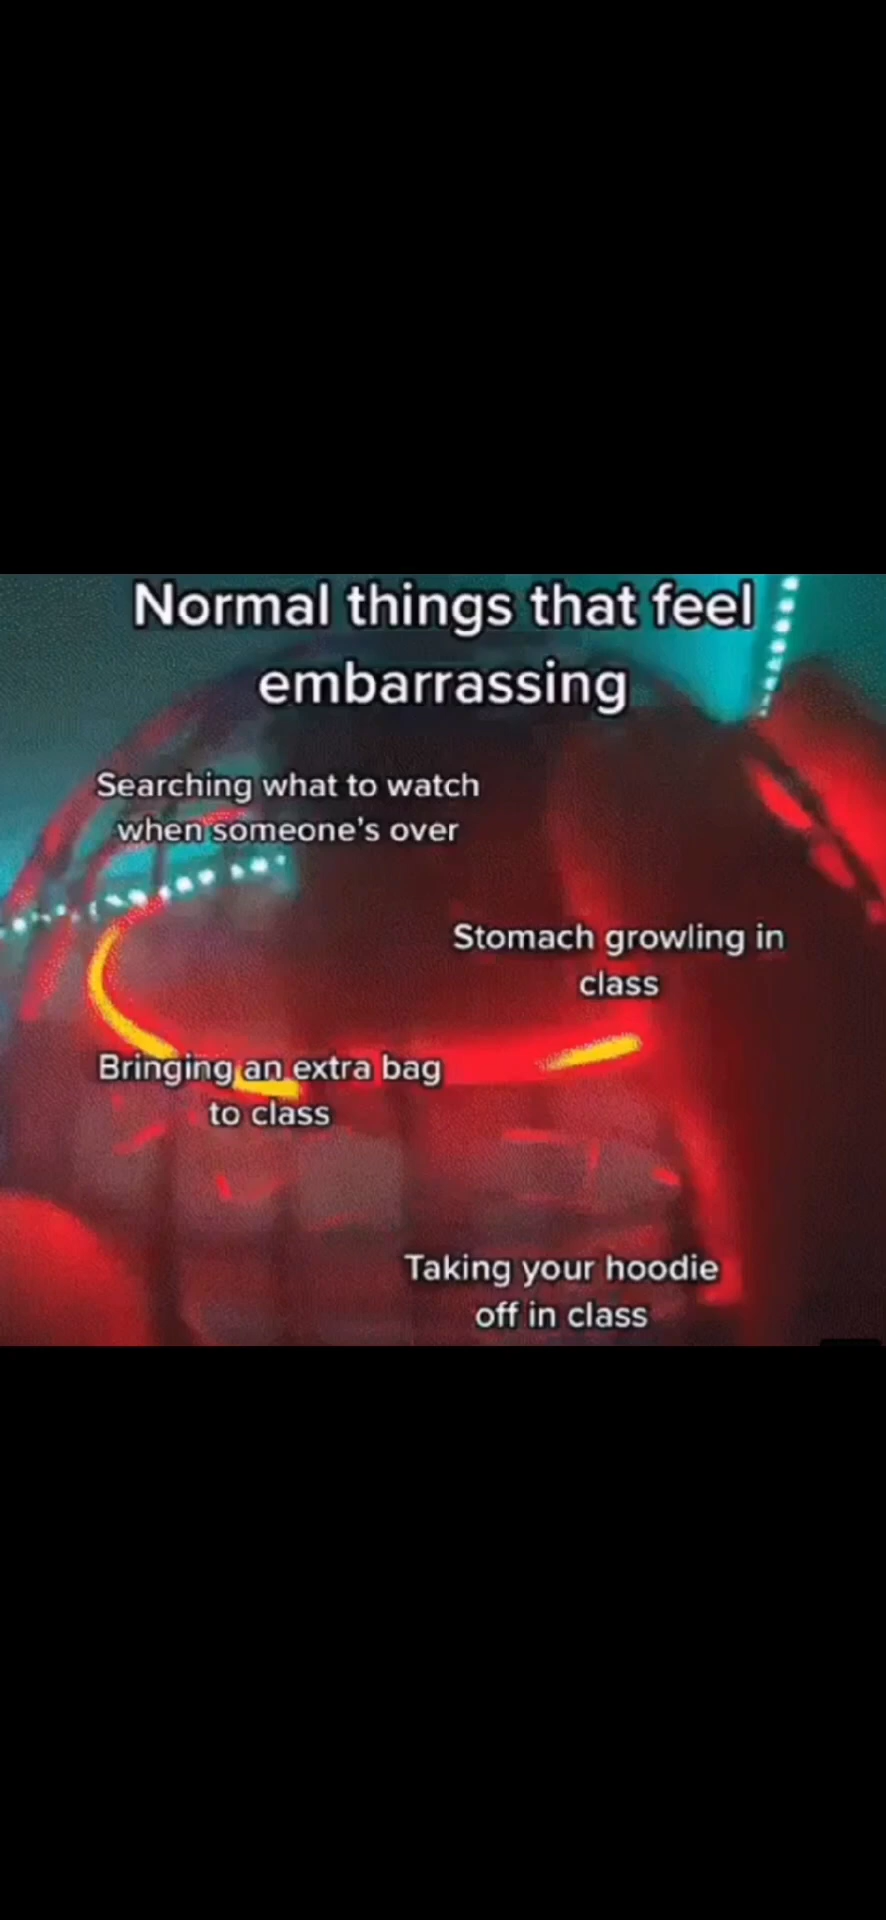 Normal things that feel
embarrassing
Searching what to watch
when someone's over
Stomach growling in
class
Bringing an extra bag
to class
Taking your hoodie
off in class